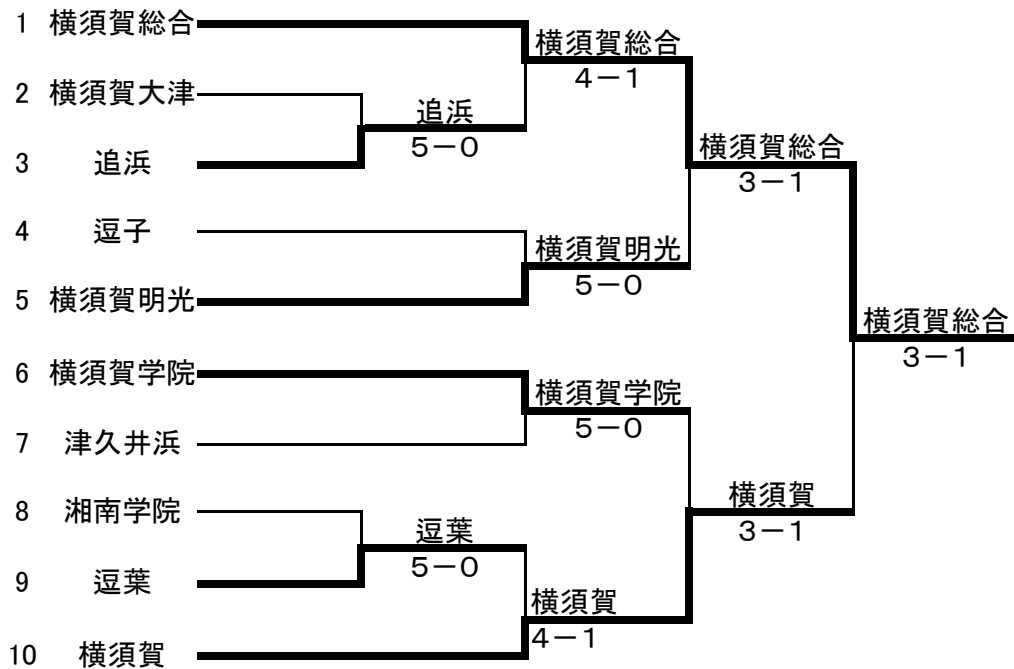 1 横須賀総合
2 横須賀大津
3 追浜
4 逗子
5 横須賀明光
6 横須賀学院
7 津久井浜
8 湘南学院
9 逗葉
10 横須賀
追浜
5－0
逗葉
5－0
横須賀総合
4－1
横須賀明光
5－0
横須賀学院
5－0
横須賀
4－1
横須賀総合
3－1
横須賀
3－1
横須賀総合
3－1